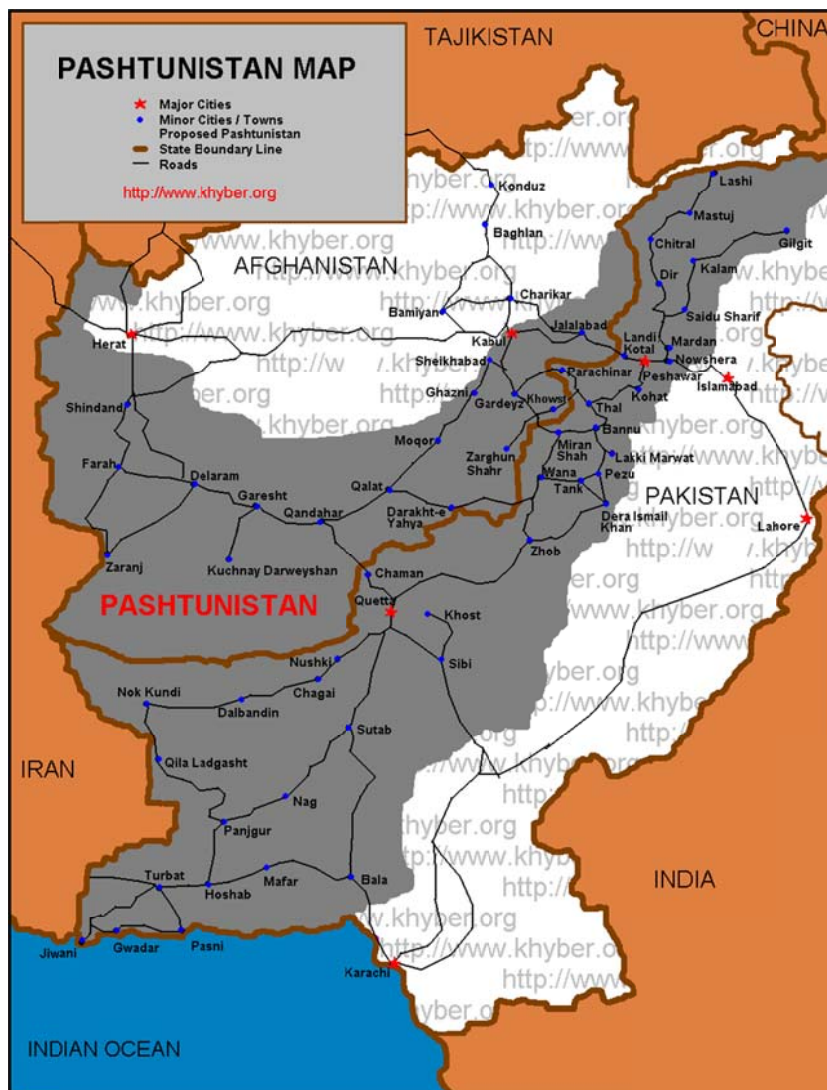 PASHTUNISTAN MAP
Major Cities
Minor Cities / Towns
Proposed Pashtunistan
State Boundary Line
Roads
http://www.khyber.org
TAJIKISTAN
CHINA
AFGHANISTAN
PAKISTAN
PASHTUNISTAN
IRAN
INDIA
INDIAN OCEAN
Konduz
Baghlan
Lashi
Mastuj
Chitral
Gilgit
Kalam
Dir
Charikar
Bamiyan
Saidu Sharif
Herat
Kabul
Jalalabad
Landi
Kotal
Mardan
Nowshera
Sheikhabad
Parachinar
Peshawar
Islamabad
Ghazni
Gardeyz
Khowst
Kohat
Shindand
Thal
Moqor
Miran
Shah
Bannu
Zarghun
Shahr
Lakki Marwat
Farah
Delaram
Wana
Pezu
Tank
Garesht
Qalat
Qandahar
Darakht-e
Yahya
Dera Ismail
Khan
Lahore
Zaranj
Kuchnay Darweyshan
Zhob
Chaman
Quetta
Khost
Nushki
Sibi
Chagai
Nok Kundi
Dalbandin
Sutab
Qila Ladgasht
Nag
Panjgur
Turbat
Hoshab
Mafar
Bala
Jiwani
Gwadar
Pasni
Karachi
http://www.khyber.org